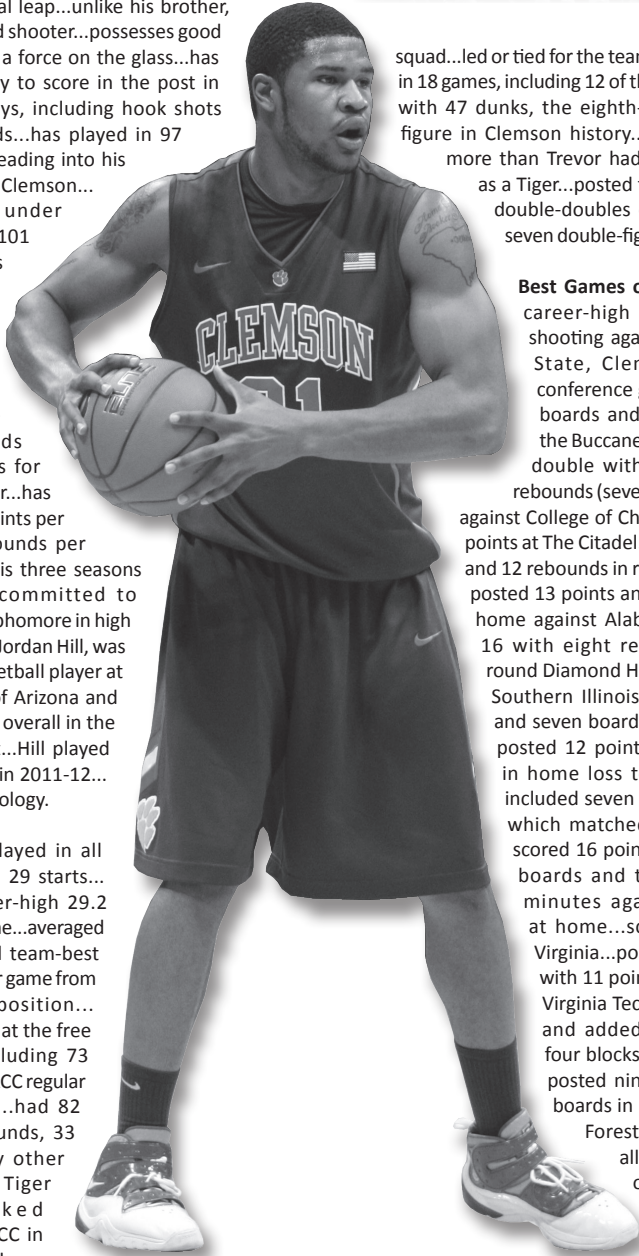 al leap...unlike his brother,
d shooter...possesses good
a force on the glass...has
y to score in the post in
ys, including hook shots
ds...has played in 97
eading into his
Clemson...
under
101
s
ds
s for
r...has
ints per
ounds per
is three seasons
committed to
phomore in high
Jordan Hill, was
etball player at
of Arizona and
overall in the
...Hill played
in 2011-12...
ology.
layed in all
29 starts...
er-high 29.2
me...averaged
d team-best
r game from
position...
at the free
luding 73
CC regular
...had 82
unds, 33
y other
Tiger
ked
CC in
CLEMSON
squad...led or tied for the team
in 18 games, including 12 of th
with 47 dunks, the eighth-
figure in Clemson history...
more than Trevor had
as a Tiger...posted
double-doubles
seven double-fig
Best Games o
career-high
shooting aga
State, Clem
conference
boards and
the Buccane
double with
rebounds (seve
against College of Ch
points at The Citadel
and 12 rebounds in r
posted 13 points an
home against Alab
16 with eight re
round Diamond H
Southern Illinois
and seven board
posted 12 point
in home loss t
included seven
which matched
scored 16 poin
boards and t
minutes aga
at home...sc
Virginia...po
with 11 poin
Virginia Tec
and added
four blocks
posted nin
boards in
Forest
all